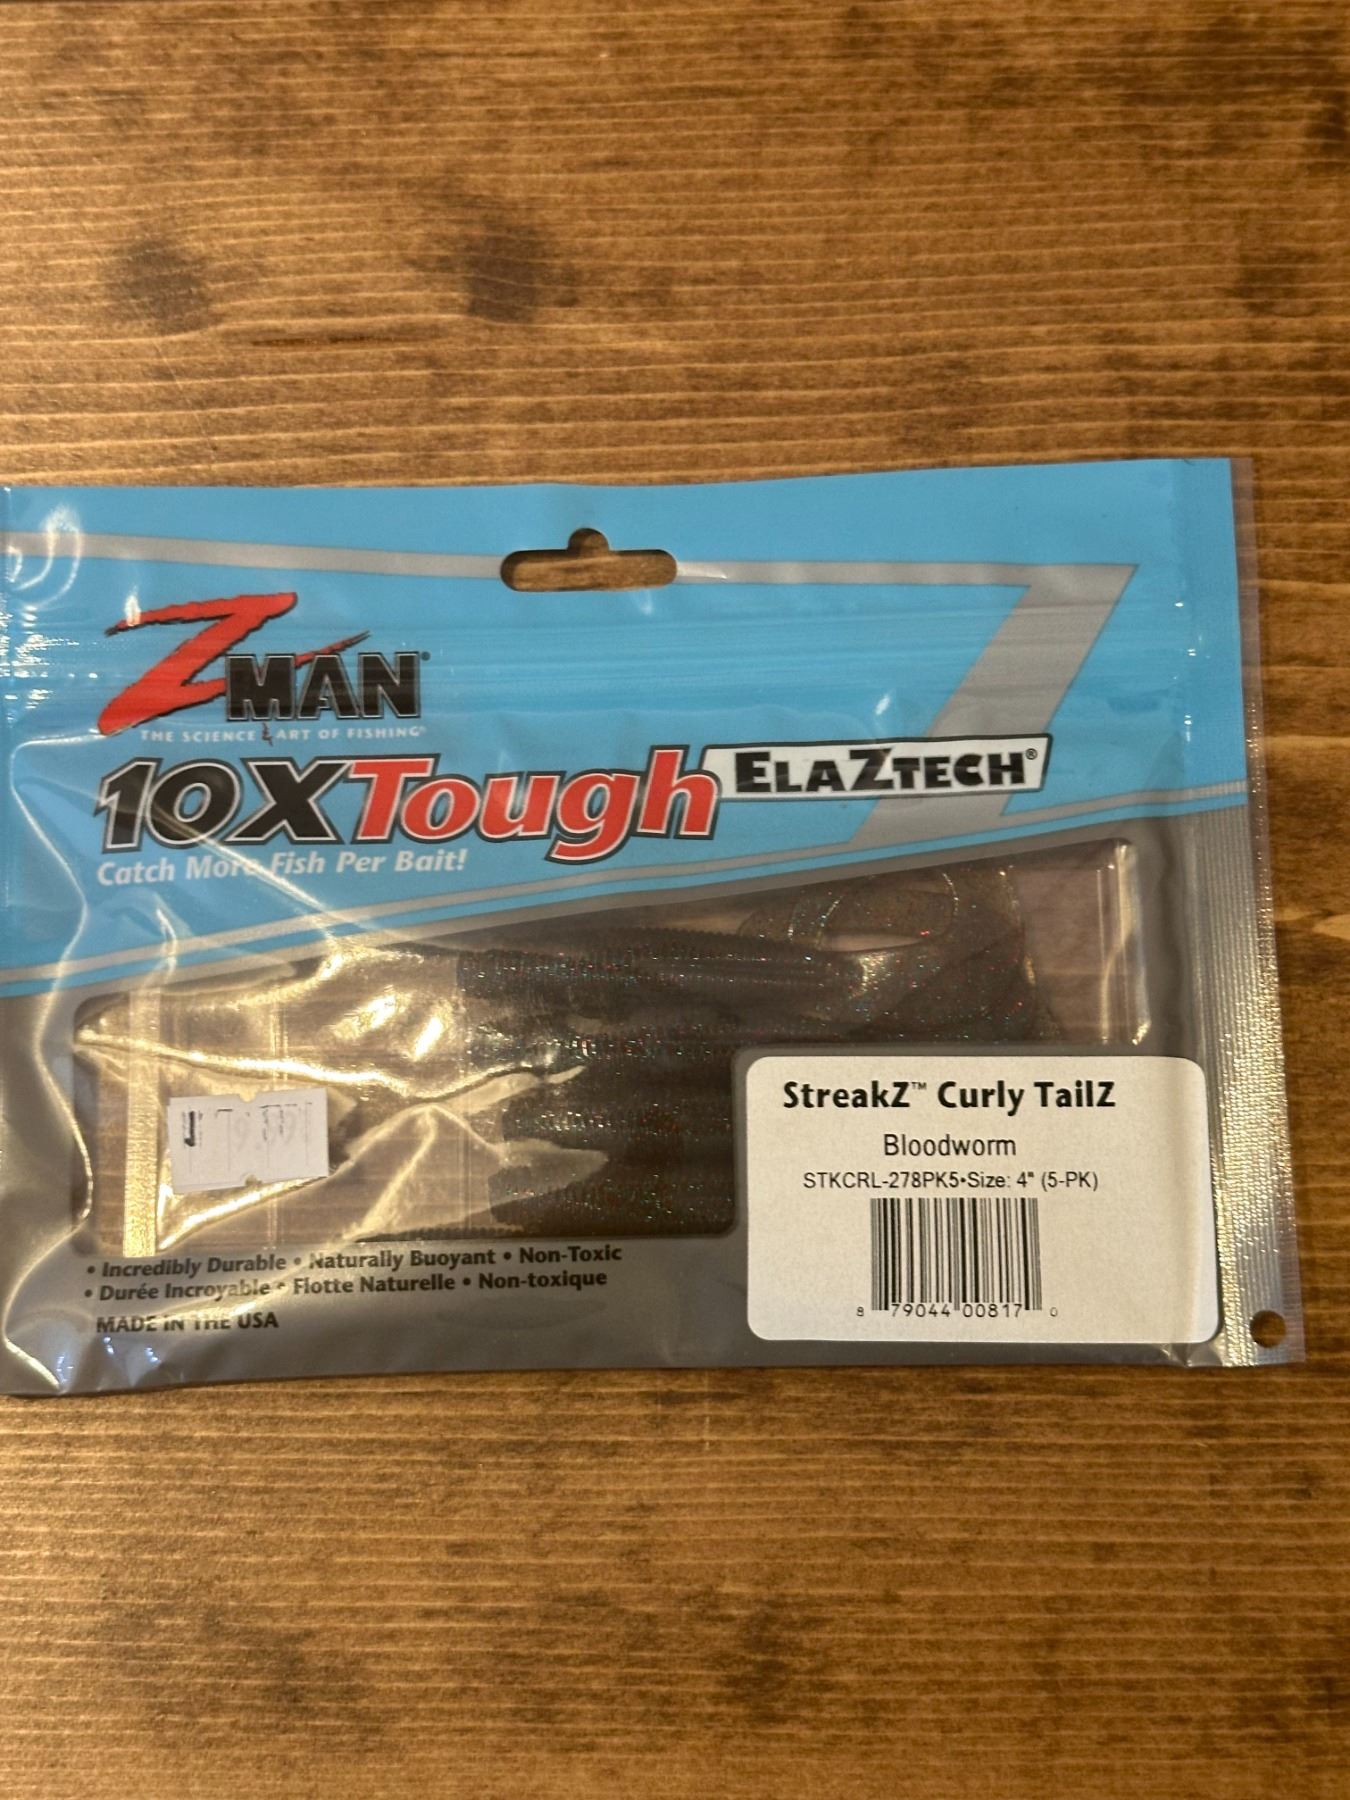 ZMAN®
THE SCIENCE & ART OF FISHING®
10X Tough ELAZTECH®
Catch More Fish Per Bait!
StreakZ™ Curly TailZ
Bloodworm
STKCRL-278PK5•Size: 4" (5-PK)
8 79044 00817 0
• Incredibly Durable • Naturally Buoyant • Non-Toxic
• Durée Incroyable • Flotte Naturelle • Non-toxique
MADE IN THE USA